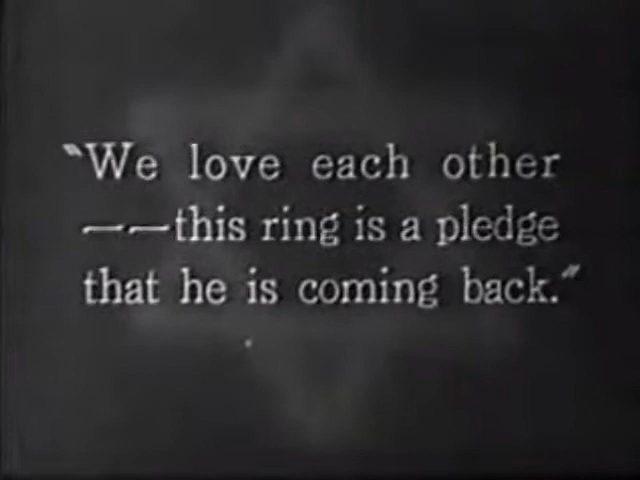 "We love each other
——this ring is a pledge
that he is coming back."